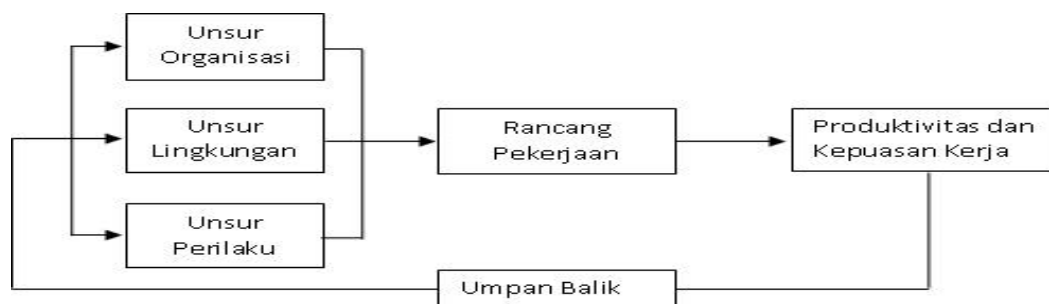 Unsur
Organisasi
Unsur
Lingkungan
Unsur
Perilaku
Rancang
Pekerjaan
Produktivitas dan
Kepuasan Kerja
Umpan Balik